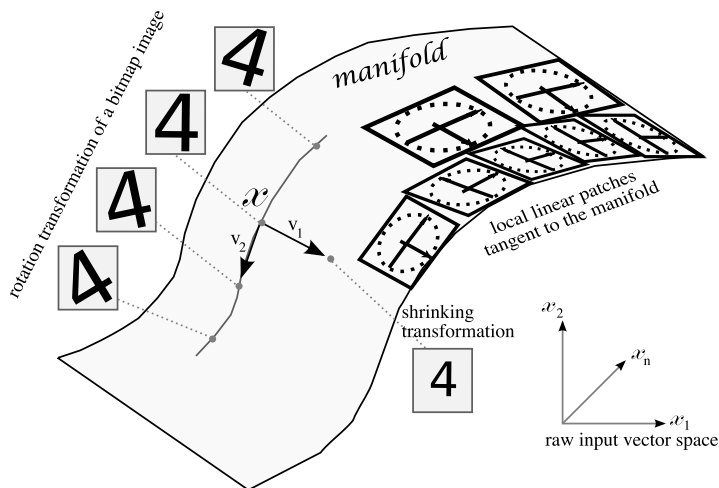 rotation transformation of a bitmap image
manifold
4
4
4
4
x
v1
v2
local linear patches
tangent to the manifold
shrinking
transformation
4
x2
xn
x1
raw input vector space